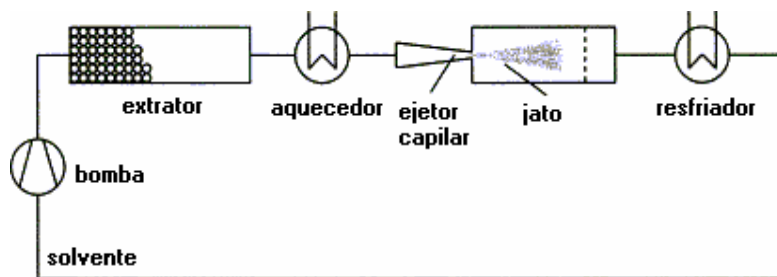 extrator
aquecedor
ejetor
capilar
jato
resfriador
bomba
solvente